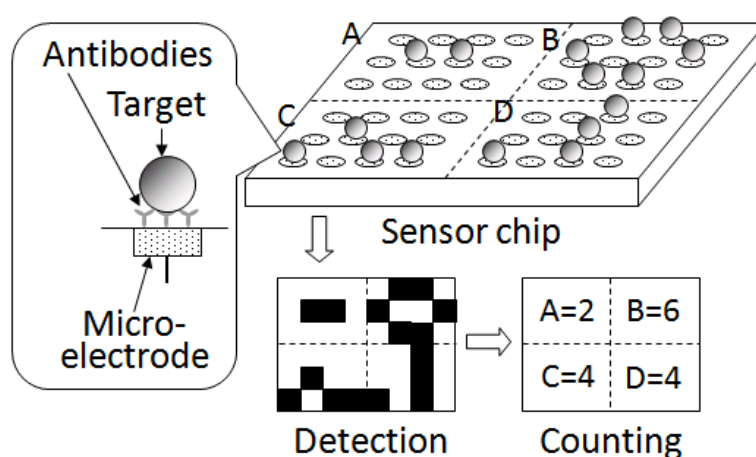 Antibodies
Target
Micro-
electrode
A
B
C
D
Sensor chip
A=2
B=6
C=4
D=4
Detection
Counting